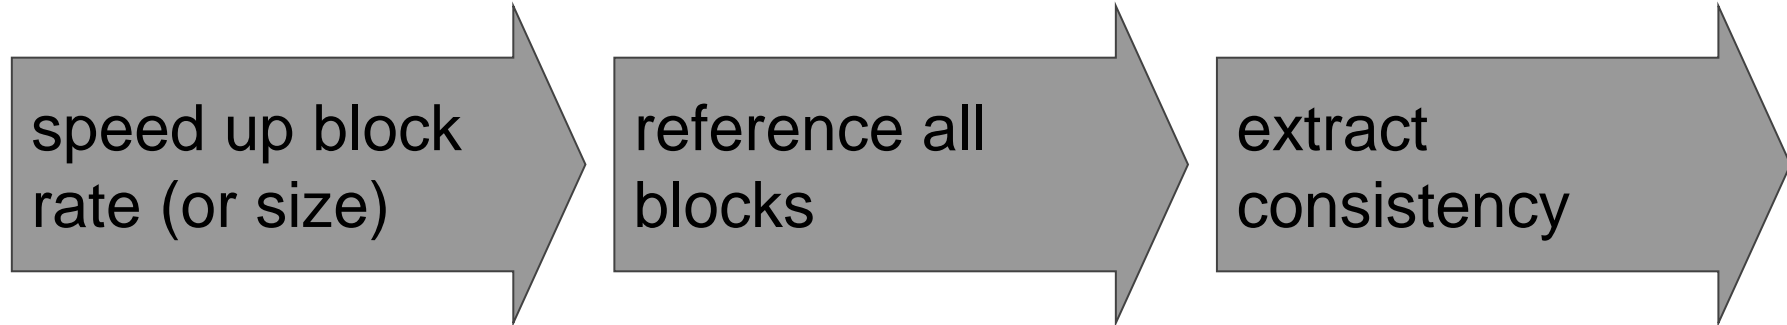 speed up block
rate (or size)
reference all
blocks
extract
consistency